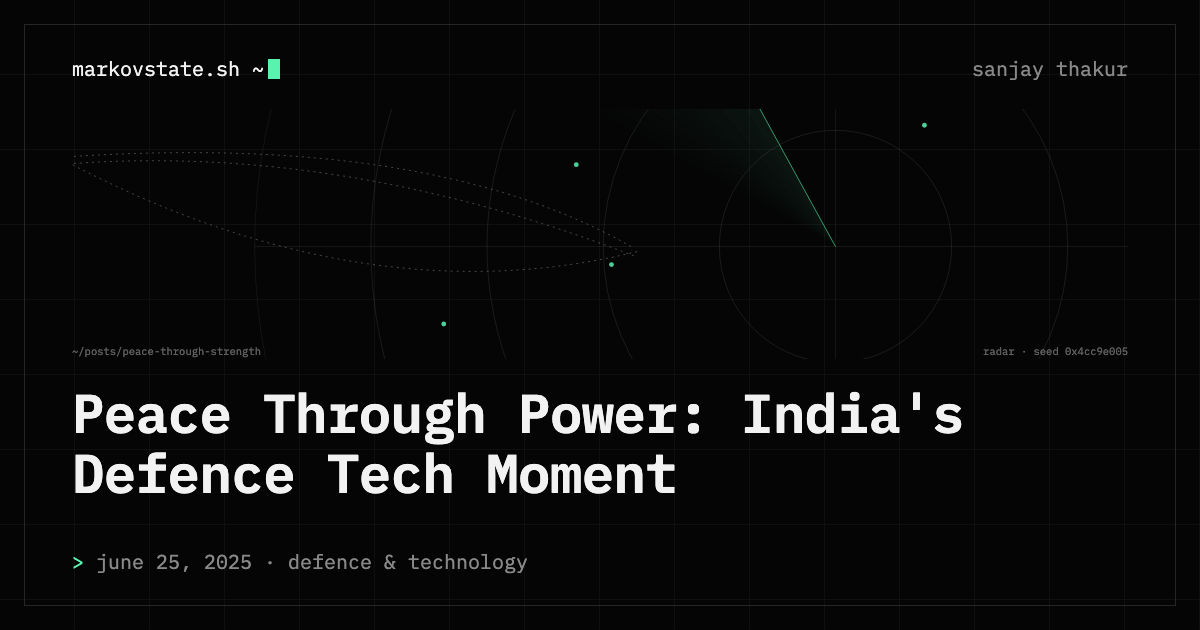 markovstate.sh ~
sanjay thakur
~/posts/peace-through-strength
radar · seed 0x4cc9e005
Peace Through Power: India's
Defence Tech Moment
> june 25, 2025 · defence & technology